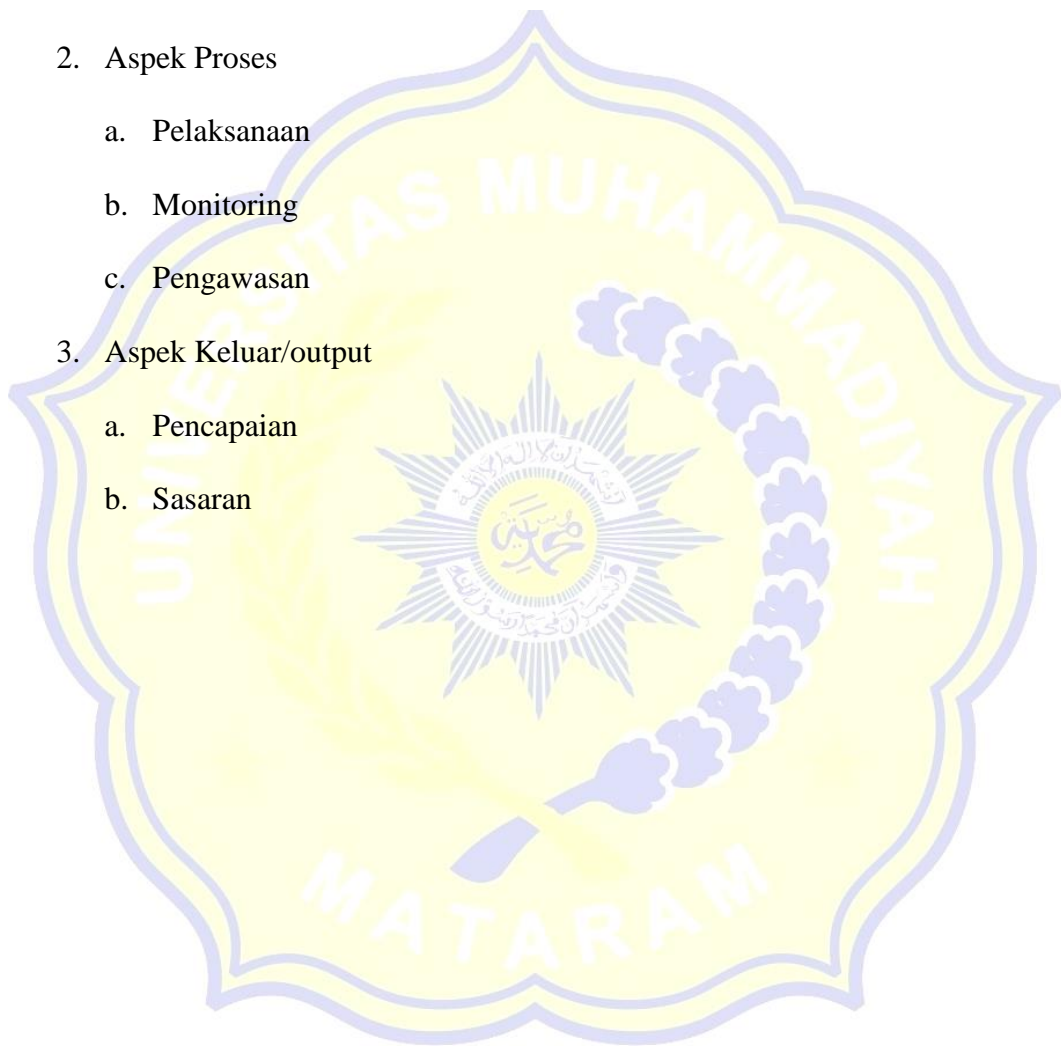 2. Aspek Proses
a. Pelaksanaan
b. Monitoring
c. Pengawasan
3. Aspek Keluar/output
a. Pencapaian
b. Sasaran
UNIVERSITAS MUHAMMADIYAH
MATARAM